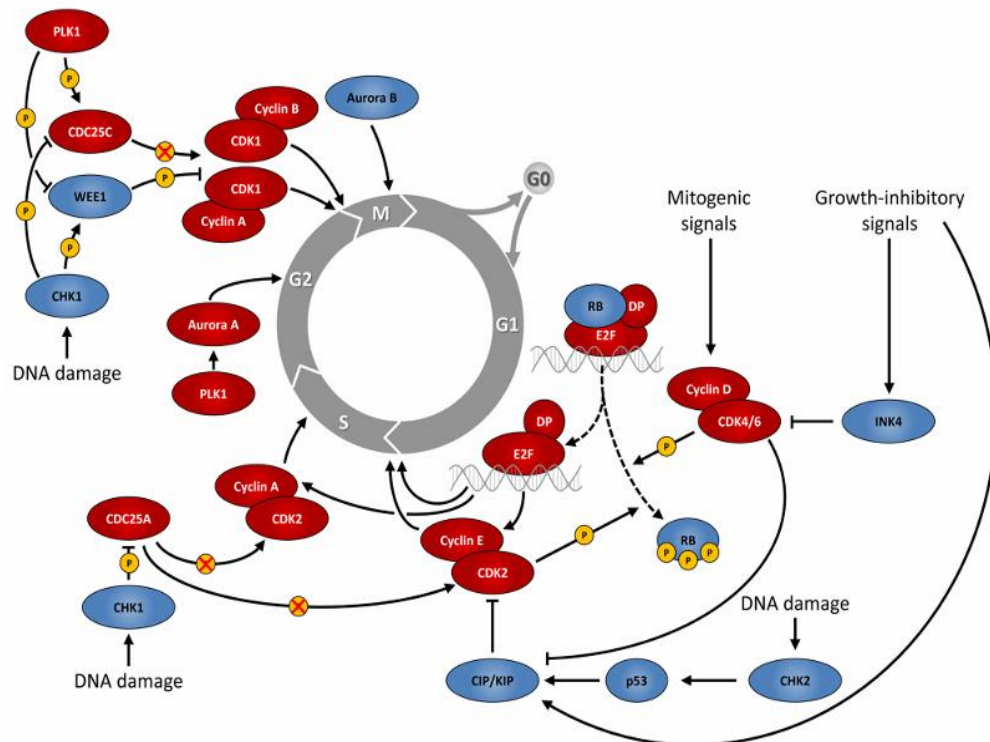 PLK1
P
P
CDC25C
WEE1
P
P
P
CHK1
DNA damage
Cyclin B
CDK1
CDK1
Cyclin A
Aurora B
M
G0
G2
G1
S
Aurora A
PLK1
Mitogenic
signals
Growth-inhibitory
signals
RB
DP
E2F
Cyclin D
CDK4/6
INK4
P
DP
E2F
Cyclin A
CDK2
CDC25A
P
CHK1
DNA damage
Cyclin E
CDK2
P
RB
P
P
P
DNA damage
CIP/KIP
p53
CHK2